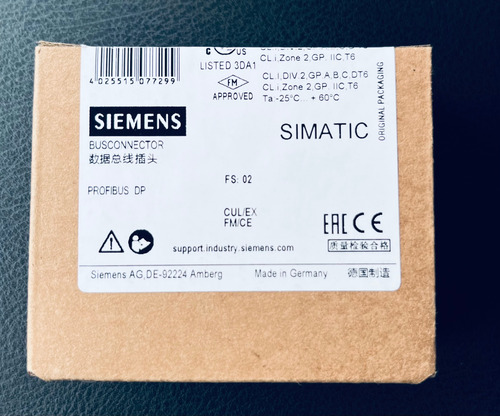 C US
LISTED 3DA1
CL.I, Zone 2, GP. IIC, T6
4 025515 077299
FM
APPROVED
CL.I, DIV 2, GP.A,B,C,DT6
CL.I, Zone 2, GP. IIC, T6
Ta -25°C... + 60°C
ORIGINAL PACKAGING
SIEMENS
SIMATIC
BUSCONNECTOR
数据总线插头
FS: 02
PROFIBUS DP
CUL/EX
FM/CE
EAC CE
support.industry.siemens.com
质量检验合格
Siemens AG,DE-92224 Amberg
Made in Germany
德国制造